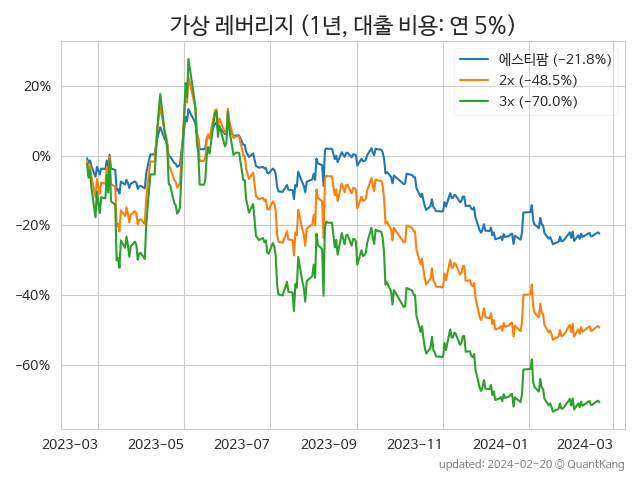 가상 레버리지 (1년, 대출 비용: 연 5%)
에스티팜 (-21.8%)
2x (-48.5%)
3x (-70.0%)
20%
0%
-20%
-40%
-60%
2023-03 2023-05 2023-07 2023-09 2023-11 2024-01 2024-03
updated: 2024-02-20 © QuantKang